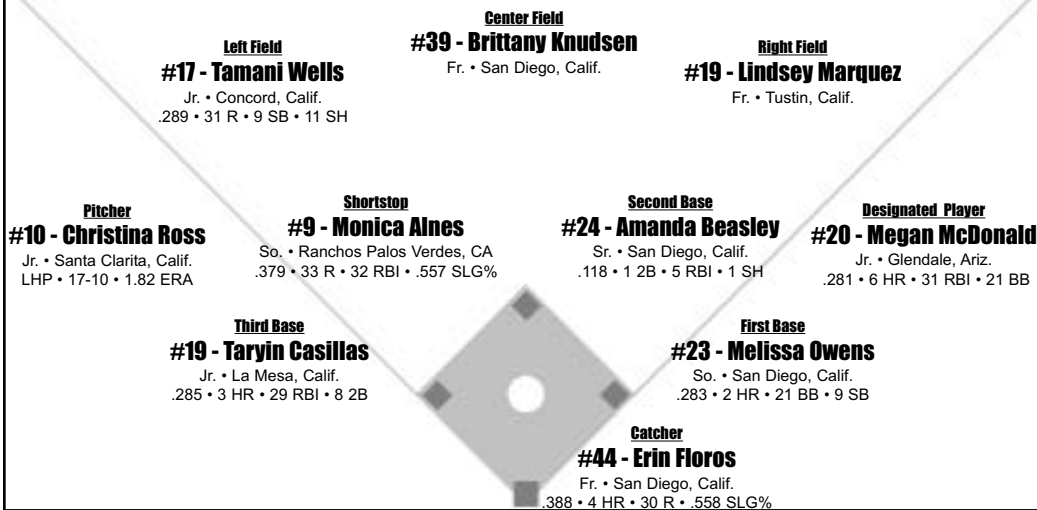 Center Field
#39 - Brittany Knudsen
Fr. • San Diego, Calif.
Left Field
#17 - Tamani Wells
Jr. • Concord, Calif.
.289 • 31 R • 9 SB • 11 SH
Right Field
#19 - Lindsey Marquez
Fr. • Tustin, Calif.
Pitcher
#10 - Christina Ross
Jr. • Santa Clarita, Calif.
LHP • 17-10 • 1.82 ERA
Shortstop
#9 - Monica Alnes
So. • Ranchos Palos Verdes, CA
.379 • 33 R • 32 RBI • .557 SLG%
Second Base
#24 - Amanda Beasley
Sr. • San Diego, Calif.
.118 • 1 2B • 5 RBI • 1 SH
Designated Player
#20 - Megan McDonald
Jr. • Glendale, Ariz.
.281 • 6 HR • 31 RBI • 21 BB
Third Base
#19 - Taryin Casillas
Jr. • La Mesa, Calif.
.285 • 3 HR • 29 RBI • 8 2B
First Base
#23 - Melissa Owens
So. • San Diego, Calif.
.283 • 2 HR • 21 BB • 9 SB
Catcher
#44 - Erin Floros
Fr. • San Diego, Calif.
.388 • 4 HR • 30 R • .558 SLG%